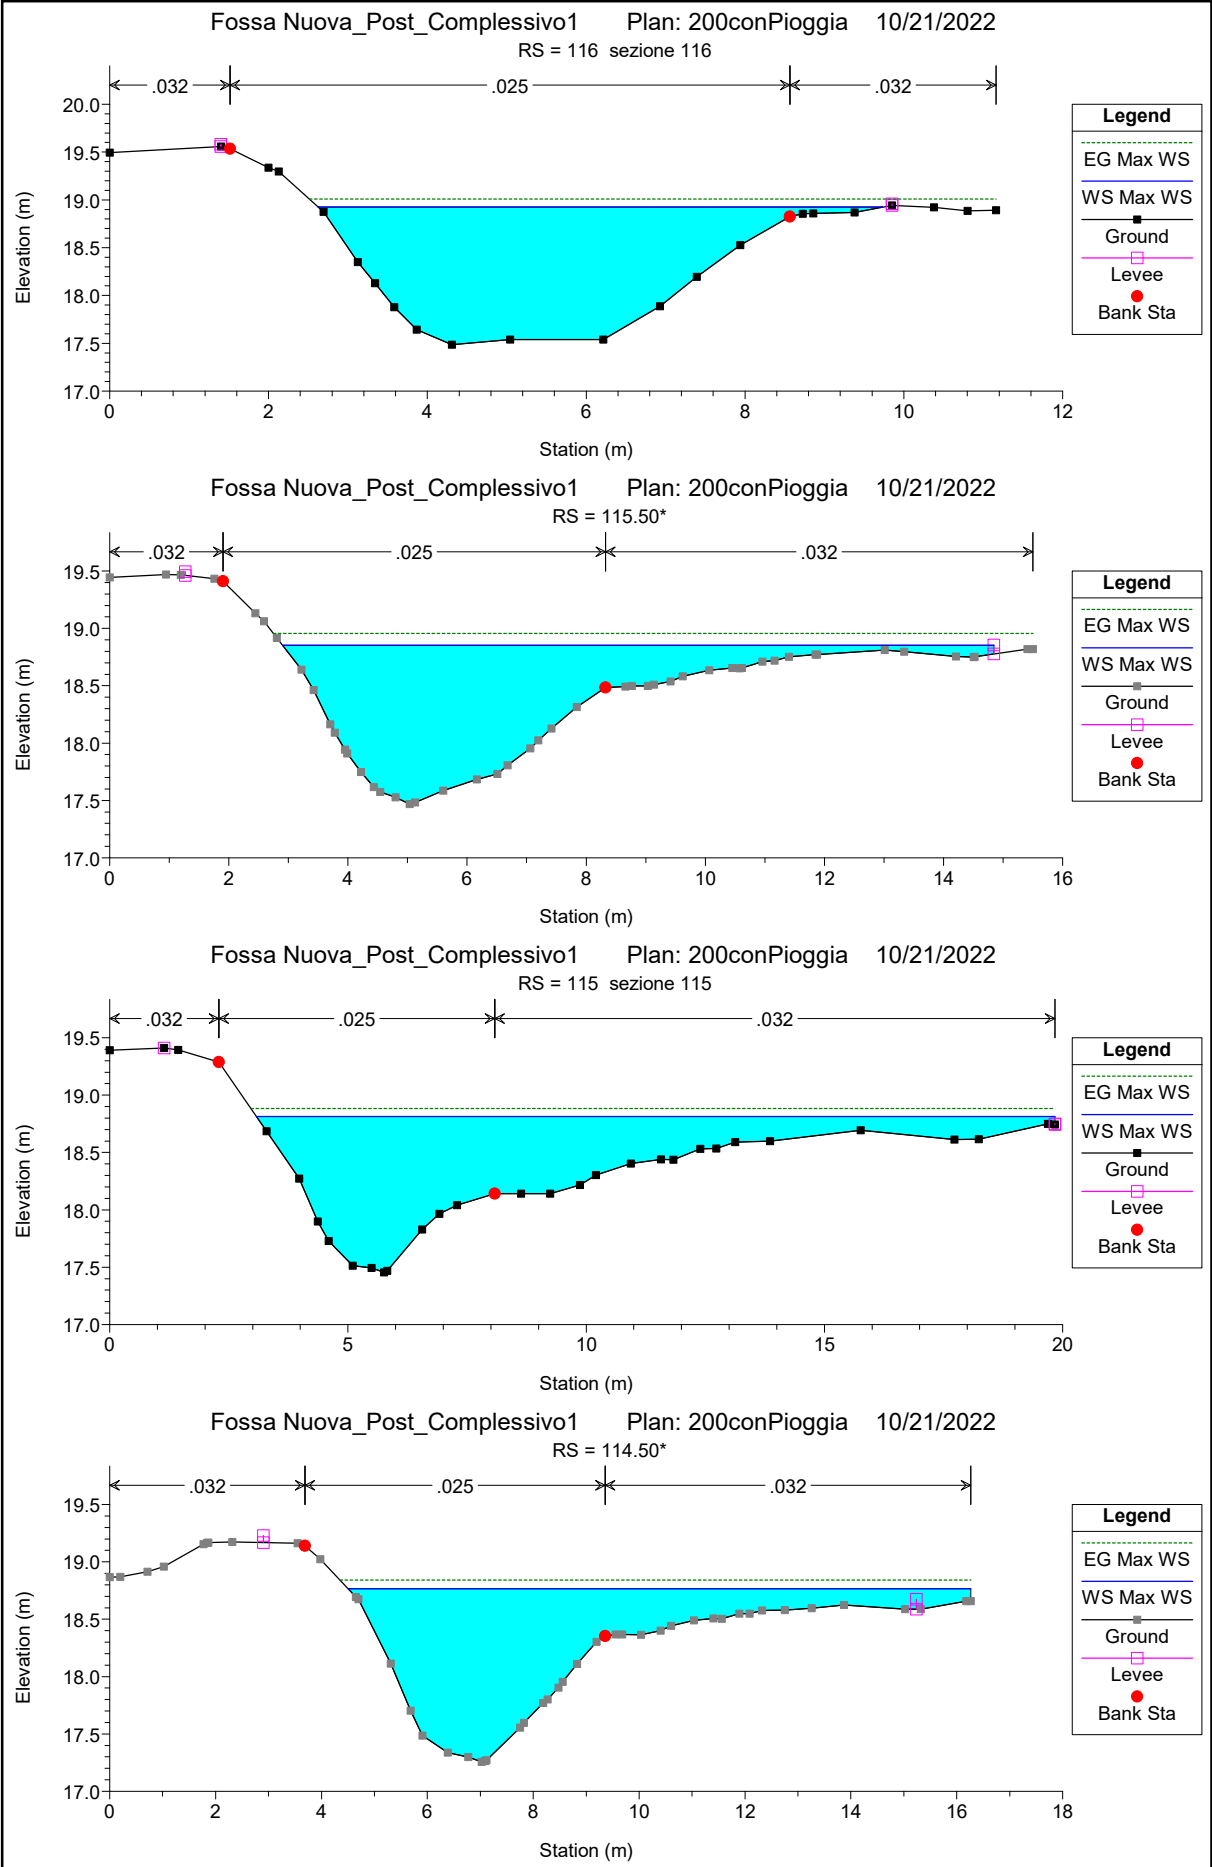 Fossa Nuova_Post_Complessivo1 Plan: 200conPioggia 10/21/2022
RS = 116 sezione 116
.032 .025 .032
20.0
19.5
19.0
18.5
18.0
17.5
17.0
Elevation (m)
0 2 4 6 8 10 12
Station (m)
Legend
EG Max WS
WS Max WS
Ground
Levee
Bank Sta
Fossa Nuova_Post_Complessivo1 Plan: 200conPioggia 10/21/2022
RS = 115.50*
.032 .025 .032
19.5
19.0
18.5
18.0
17.5
17.0
Elevation (m)
0 2 4 6 8 10 12 14 16
Station (m)
Legend
EG Max WS
WS Max WS
Ground
Levee
Bank Sta
Fossa Nuova_Post_Complessivo1 Plan: 200conPioggia 10/21/2022
RS = 115 sezione 115
.032 .025 .032
19.5
19.0
18.5
18.0
17.5
17.0
Elevation (m)
0 5 10 15 20
Station (m)
Legend
EG Max WS
WS Max WS
Ground
Levee
Bank Sta
Fossa Nuova_Post_Complessivo1 Plan: 200conPioggia 10/21/2022
RS = 114.50*
.032 .025 .032
19.5
19.0
18.5
18.0
17.5
17.0
Elevation (m)
0 2 4 6 8 10 12 14 16 18
Station (m)
Legend
EG Max WS
WS Max WS
Ground
Levee
Bank Sta